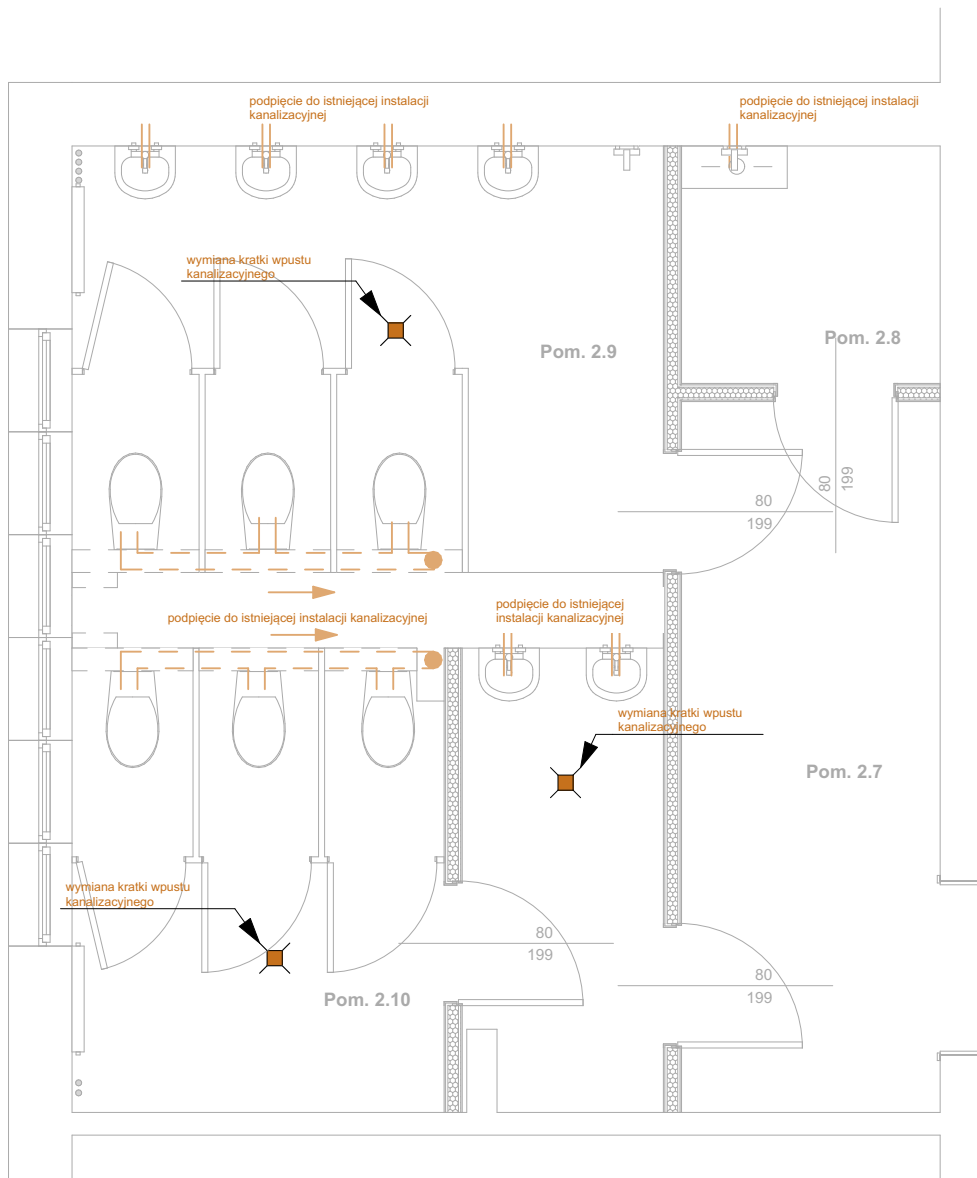 podpięcie do istniejącej instalacji
kanalizacyjnej
podpięcie do istniejącej instalacji
kanalizacyjnej
wymiana kratki wpustu
kanalizacyjnego
Pom. 2.9
Pom. 2.8
80
199
80
199
podpięcie do istniejącej instalacji kanalizacyjnej
podpięcie do istniejącej
instalacji kanalizacyjnej
wymiana kratki wpustu
kanalizacyjnego
Pom. 2.7
wymiana kratki wpustu
kanalizacyjnego
80
199
80
199
Pom. 2.10